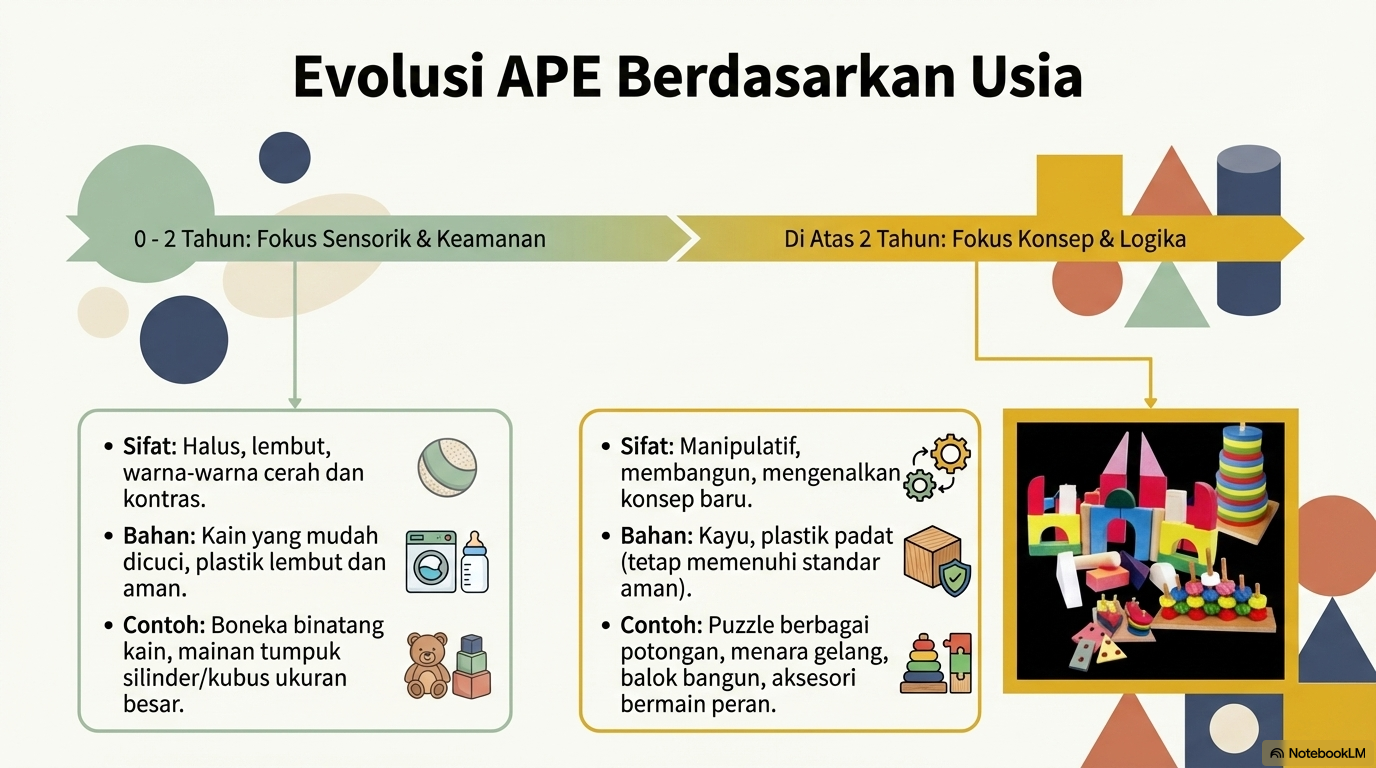 Evolusi APE Berdasarkan Usia
0 - 2 Tahun: Fokus Sensorik & Keamanan
Di Atas 2 Tahun: Fokus Konsep & Logika
• Sifat: Halus, lembut,
warna-warna cerah dan
kontras.
• Bahan: Kain yang mudah
dicuci, plastik lembut dan
aman.
• Contoh: Boneka binatang
kain, mainan tumpuk
silinder/kubus ukuran
besar.
• Sifat: Manipulatif,
membangun, mengenalkan
konsep baru.
• Bahan: Kayu, plastik padat
(tetap memenuhi standar
aman).
• Contoh: Puzzle berbagai
potongan, menara gelang,
balok bangun, aksesori
bermain peran.
NotebookLM